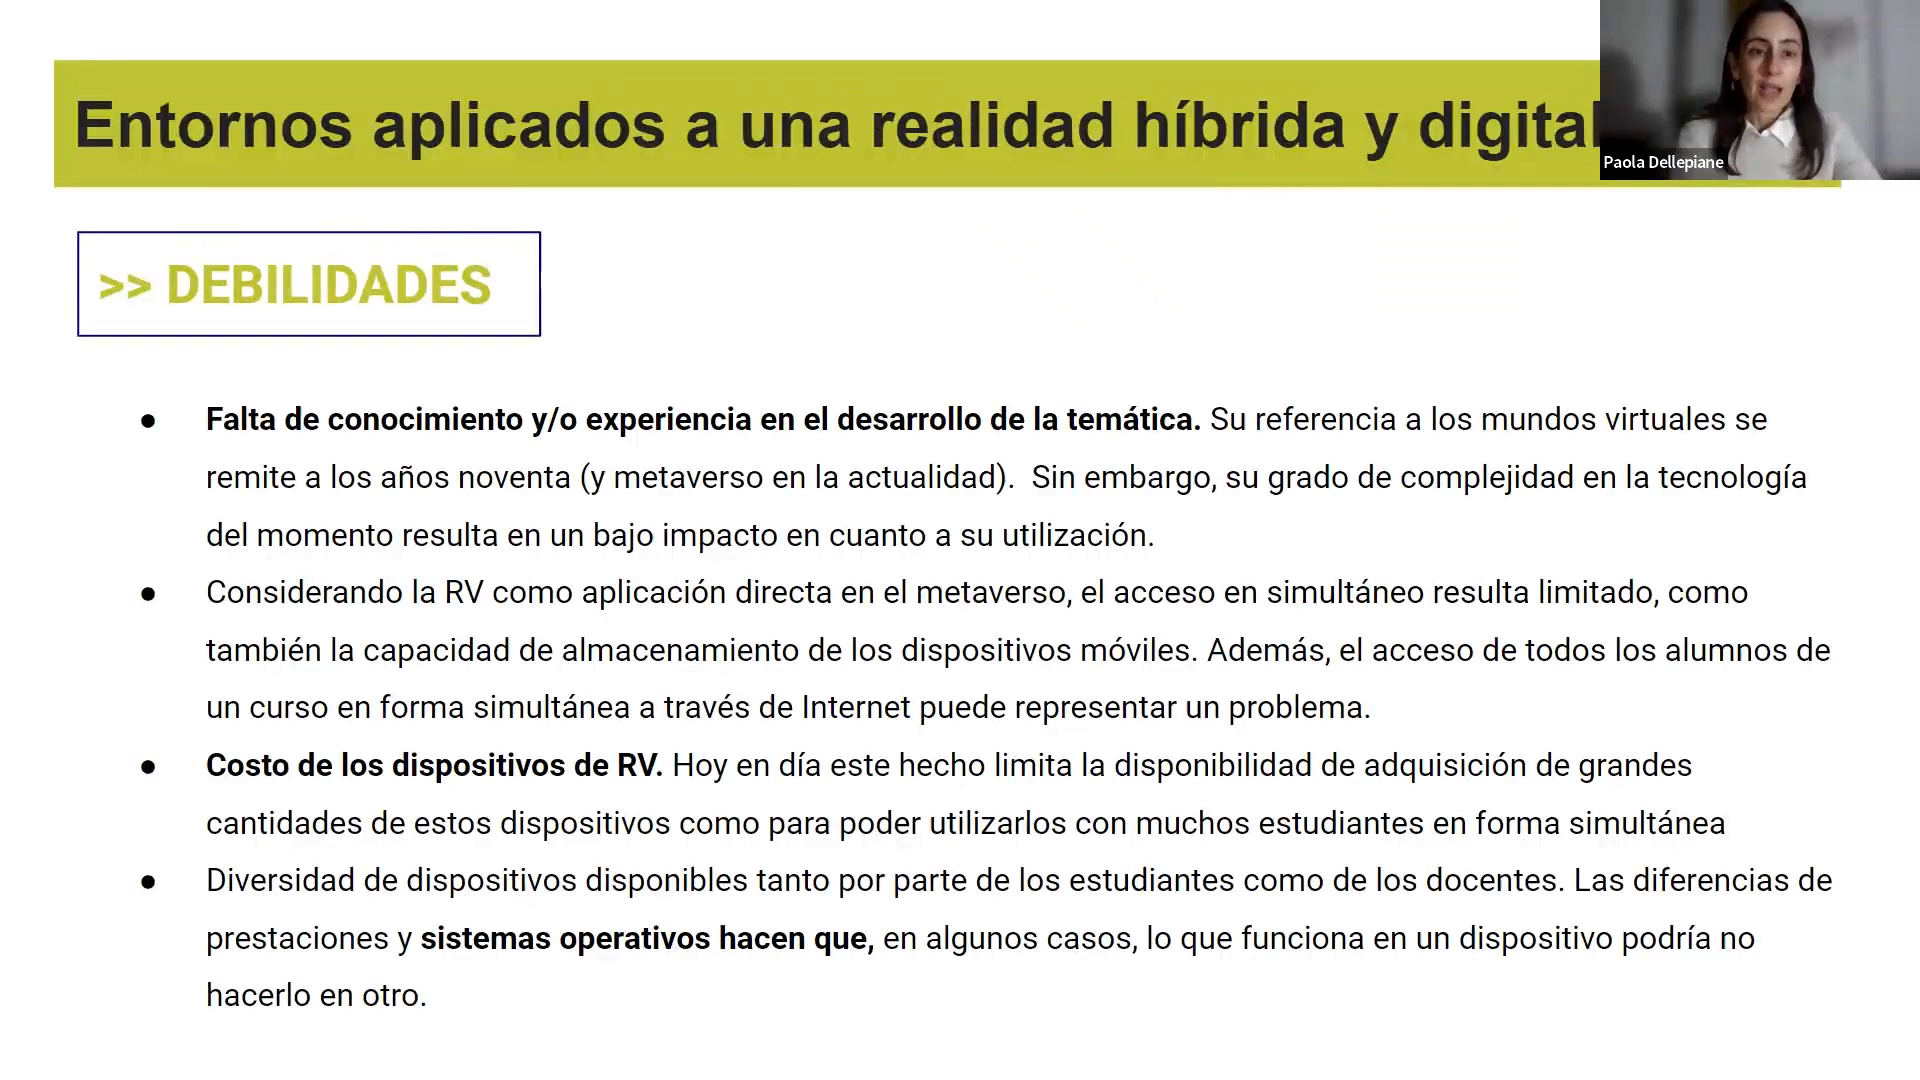 Entornos aplicados a una realidad híbrida y digital
Paola Dellepiane
>> DEBILIDADES
● Falta de conocimiento y/o experiencia en el desarrollo de la temática. Su referencia a los mundos virtuales se
remite a los años noventa (y metaverso en la actualidad).  Sin embargo, su grado de complejidad en la tecnología
del momento resulta en un bajo impacto en cuanto a su utilización.
● Considerando la RV como aplicación directa en el metaverso, el acceso en simultáneo resulta limitado, como
también la capacidad de almacenamiento de los dispositivos móviles. Además, el acceso de todos los alumnos de
un curso en forma simultánea a través de Internet puede representar un problema.
● Costo de los dispositivos de RV. Hoy en día este hecho limita la disponibilidad de adquisición de grandes
cantidades de estos dispositivos como para poder utilizarlos con muchos estudiantes en forma simultánea
● Diversidad de dispositivos disponibles tanto por parte de los estudiantes como de los docentes. Las diferencias de
prestaciones y sistemas operativos hacen que, en algunos casos, lo que funciona en un dispositivo podría no
hacerlo en otro.